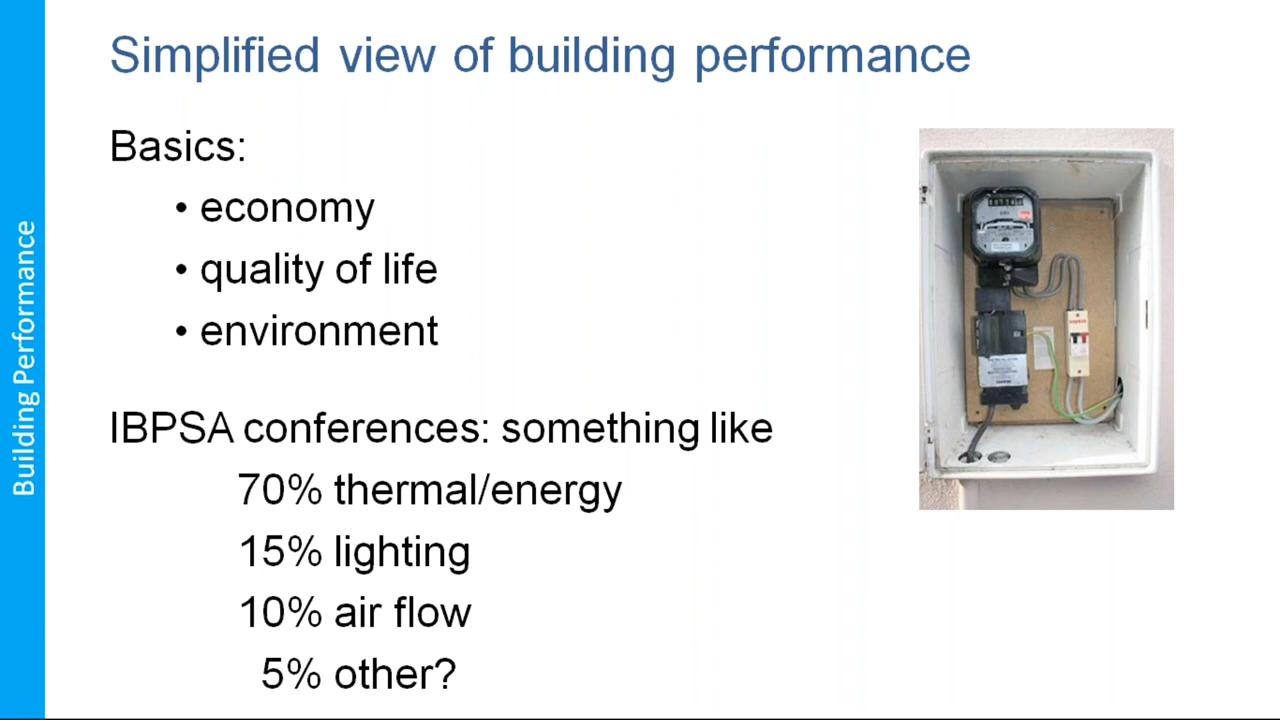 Simplified view of building performance
Building Performance
Basics:
• economy
• quality of life
• environment
IBPSA conferences: something like
70% thermal/energy
15% lighting
10% air flow
5% other?